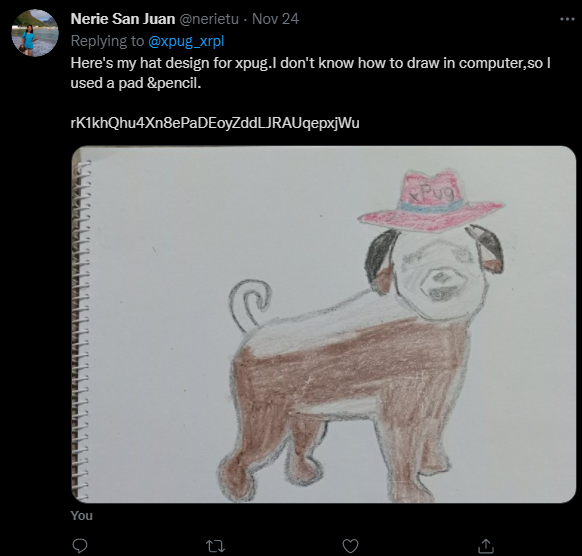 Nerie San Juan @nerietu · Nov 24
Replying to @xpug_xrpl
Here's my hat design for xpug.I don't know how to draw in computer,so I
used a pad &pencil.
rK1khQhu4Xn8ePaDEoyZddLJRAUqepxjWu
xPug
You